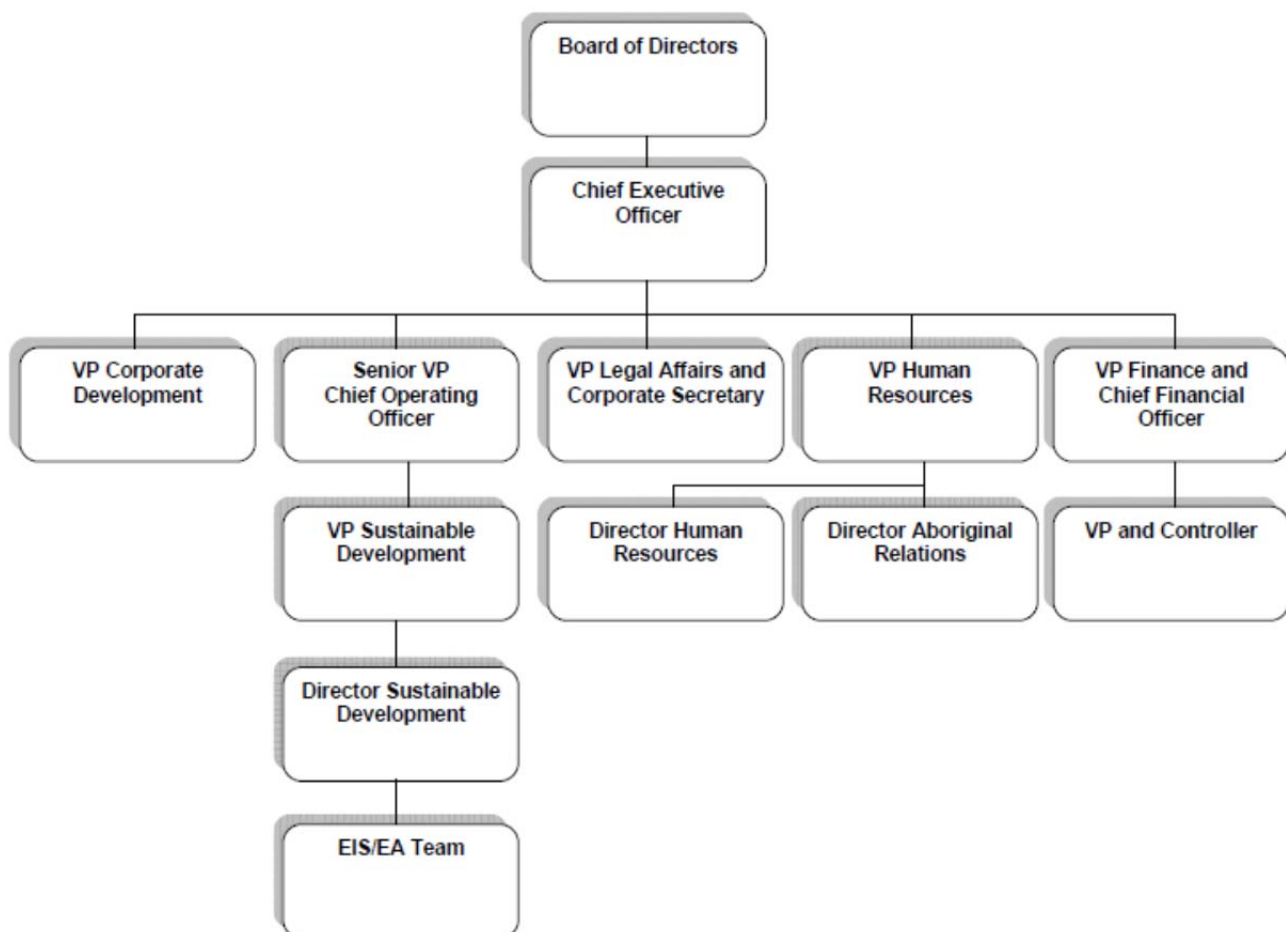 Board of Directors
Chief Executive
Officer
VP Corporate
Development
Senior VP
Chief Operating
Officer
VP Legal Affairs and
Corporate Secretary
VP Human
Resources
VP Finance and
Chief Financial
Officer
VP Sustainable
Development
Director Human
Resources
Director Aboriginal
Relations
VP and Controller
Director Sustainable
Development
EIS/EA Team